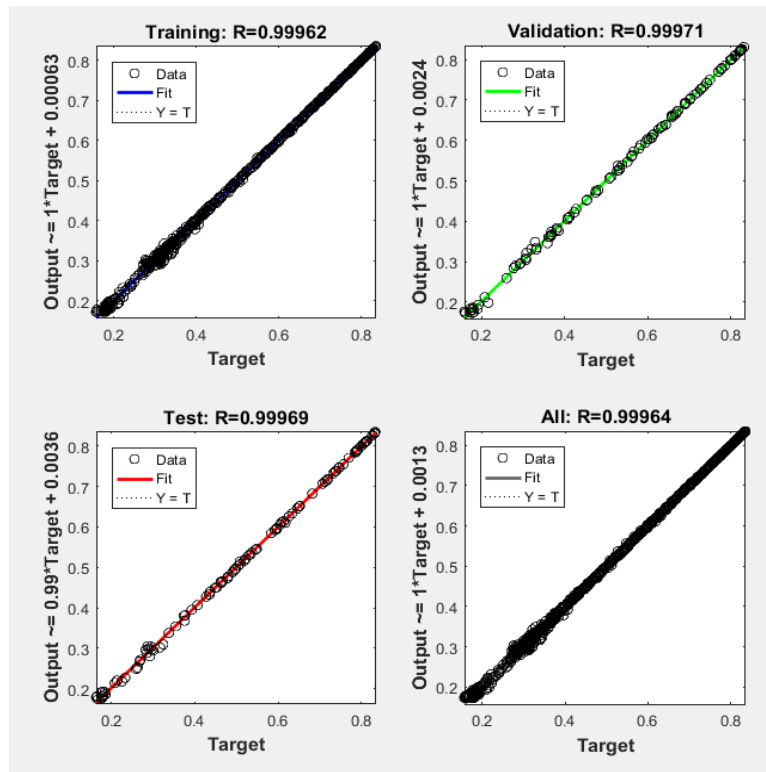 Training: R=0.99962
Output ~= 1*Target + 0.00063
Data
Fit
Y = T
0.8
0.7
0.6
0.5
0.4
0.3
0.2
0.2 0.4 0.6 0.8
Target
Validation: R=0.99971
Output ~= 1*Target + 0.0024
Data
Fit
Y = T
0.8
0.7
0.6
0.5
0.4
0.3
0.2
0.2 0.4 0.6 0.8
Target
Test: R=0.99969
Output ~= 0.99*Target + 0.0036
Data
Fit
Y = T
0.8
0.7
0.6
0.5
0.4
0.3
0.2
0.2 0.4 0.6 0.8
Target
All: R=0.99964
Output ~= 1*Target + 0.0013
Data
Fit
Y = T
0.8
0.7
0.6
0.5
0.4
0.3
0.2
0.2 0.4 0.6 0.8
Target